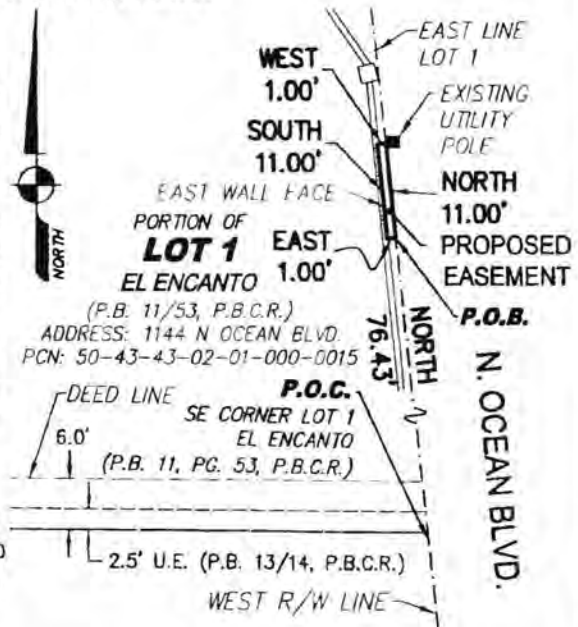 EAST LINE
LOT 1
WEST
1.00'
EXISTING
UTILITY
POLE
SOUTH
11.00'
EAST WALL FACE
NORTH
11.00'
PROPOSED
EASEMENT
EAST
1.00'
P.O.B.
NORTH
PORTION OF
LOT 1
EL ENCANTO
(P.B. 11/53, P.B.C.R.)
ADDRESS: 1144 N OCEAN BLVD.
PCN: 50-43-43-02-01-000-0015
NORTH
76.43'
N. OCEAN BLVD.
DEED LINE
P.O.C.
SE CORNER LOT 1
EL ENCANTO
(P.B. 11, PG. 53, P.B.C.R.)
6.0'
2.5' U.E. (P.B. 13/14, P.B.C.R.)
WEST R/W LINE